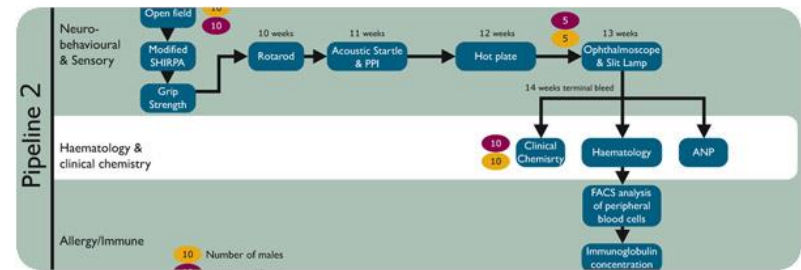 Pipeline 2
Neuro-
behavioural
& Sensory
Open field
10
10
Modified
SHIRPA
Grip
Strength
10 weeks
Rotarod
11 weeks
Acoustic Startle
& PPI
12 weeks
Hot plate
5
5
13 weeks
Ophthalmoscope
& Slit Lamp
14 weeks terminal bleed
Haematology &
clinical chemistry
10
10
Clinical
Chemisrty
Haematology
ANP
FACS analysis
of peripheral
blood cells
Allergy/Immune
Immunoglobulin
concentration
10 Number of males